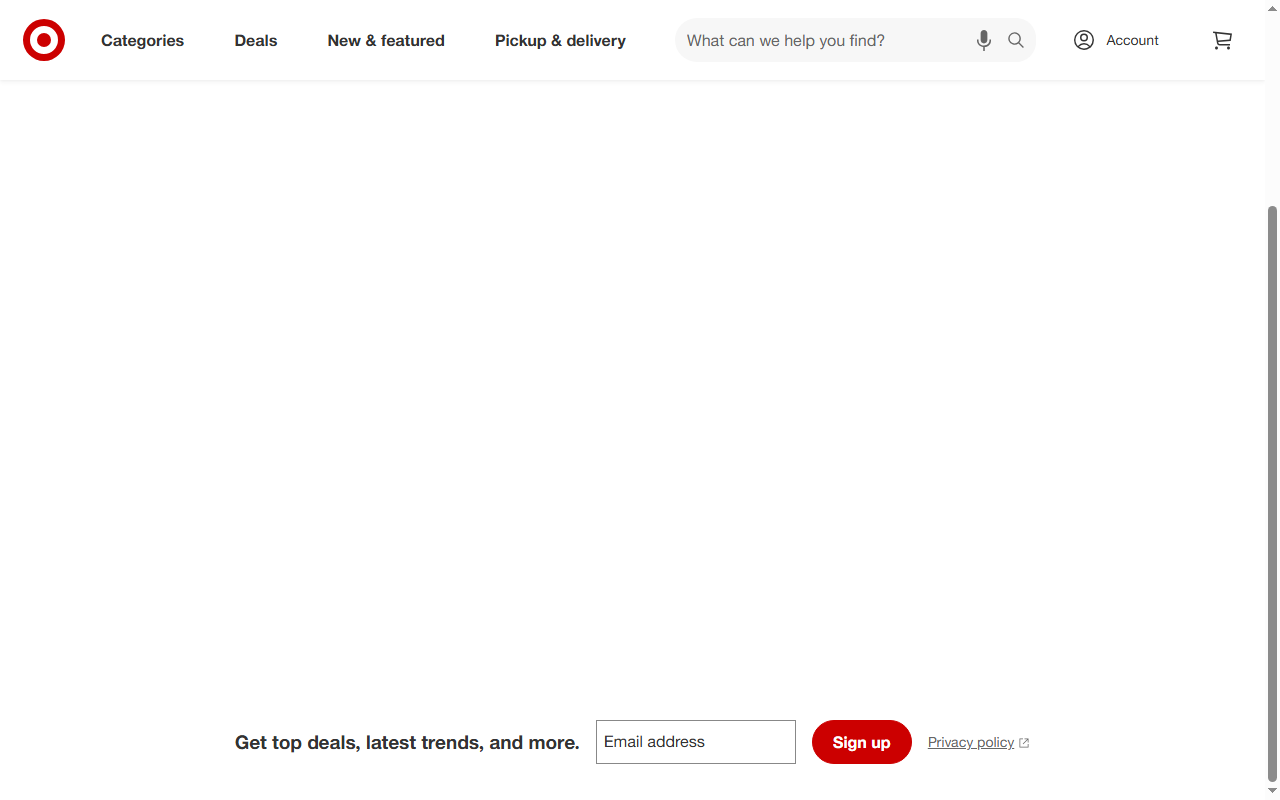 Categories
Deals
New & featured
Pickup & delivery
What can we help you find?
Account
Get top deals, latest trends, and more.
Email address
Sign up
Privacy policy